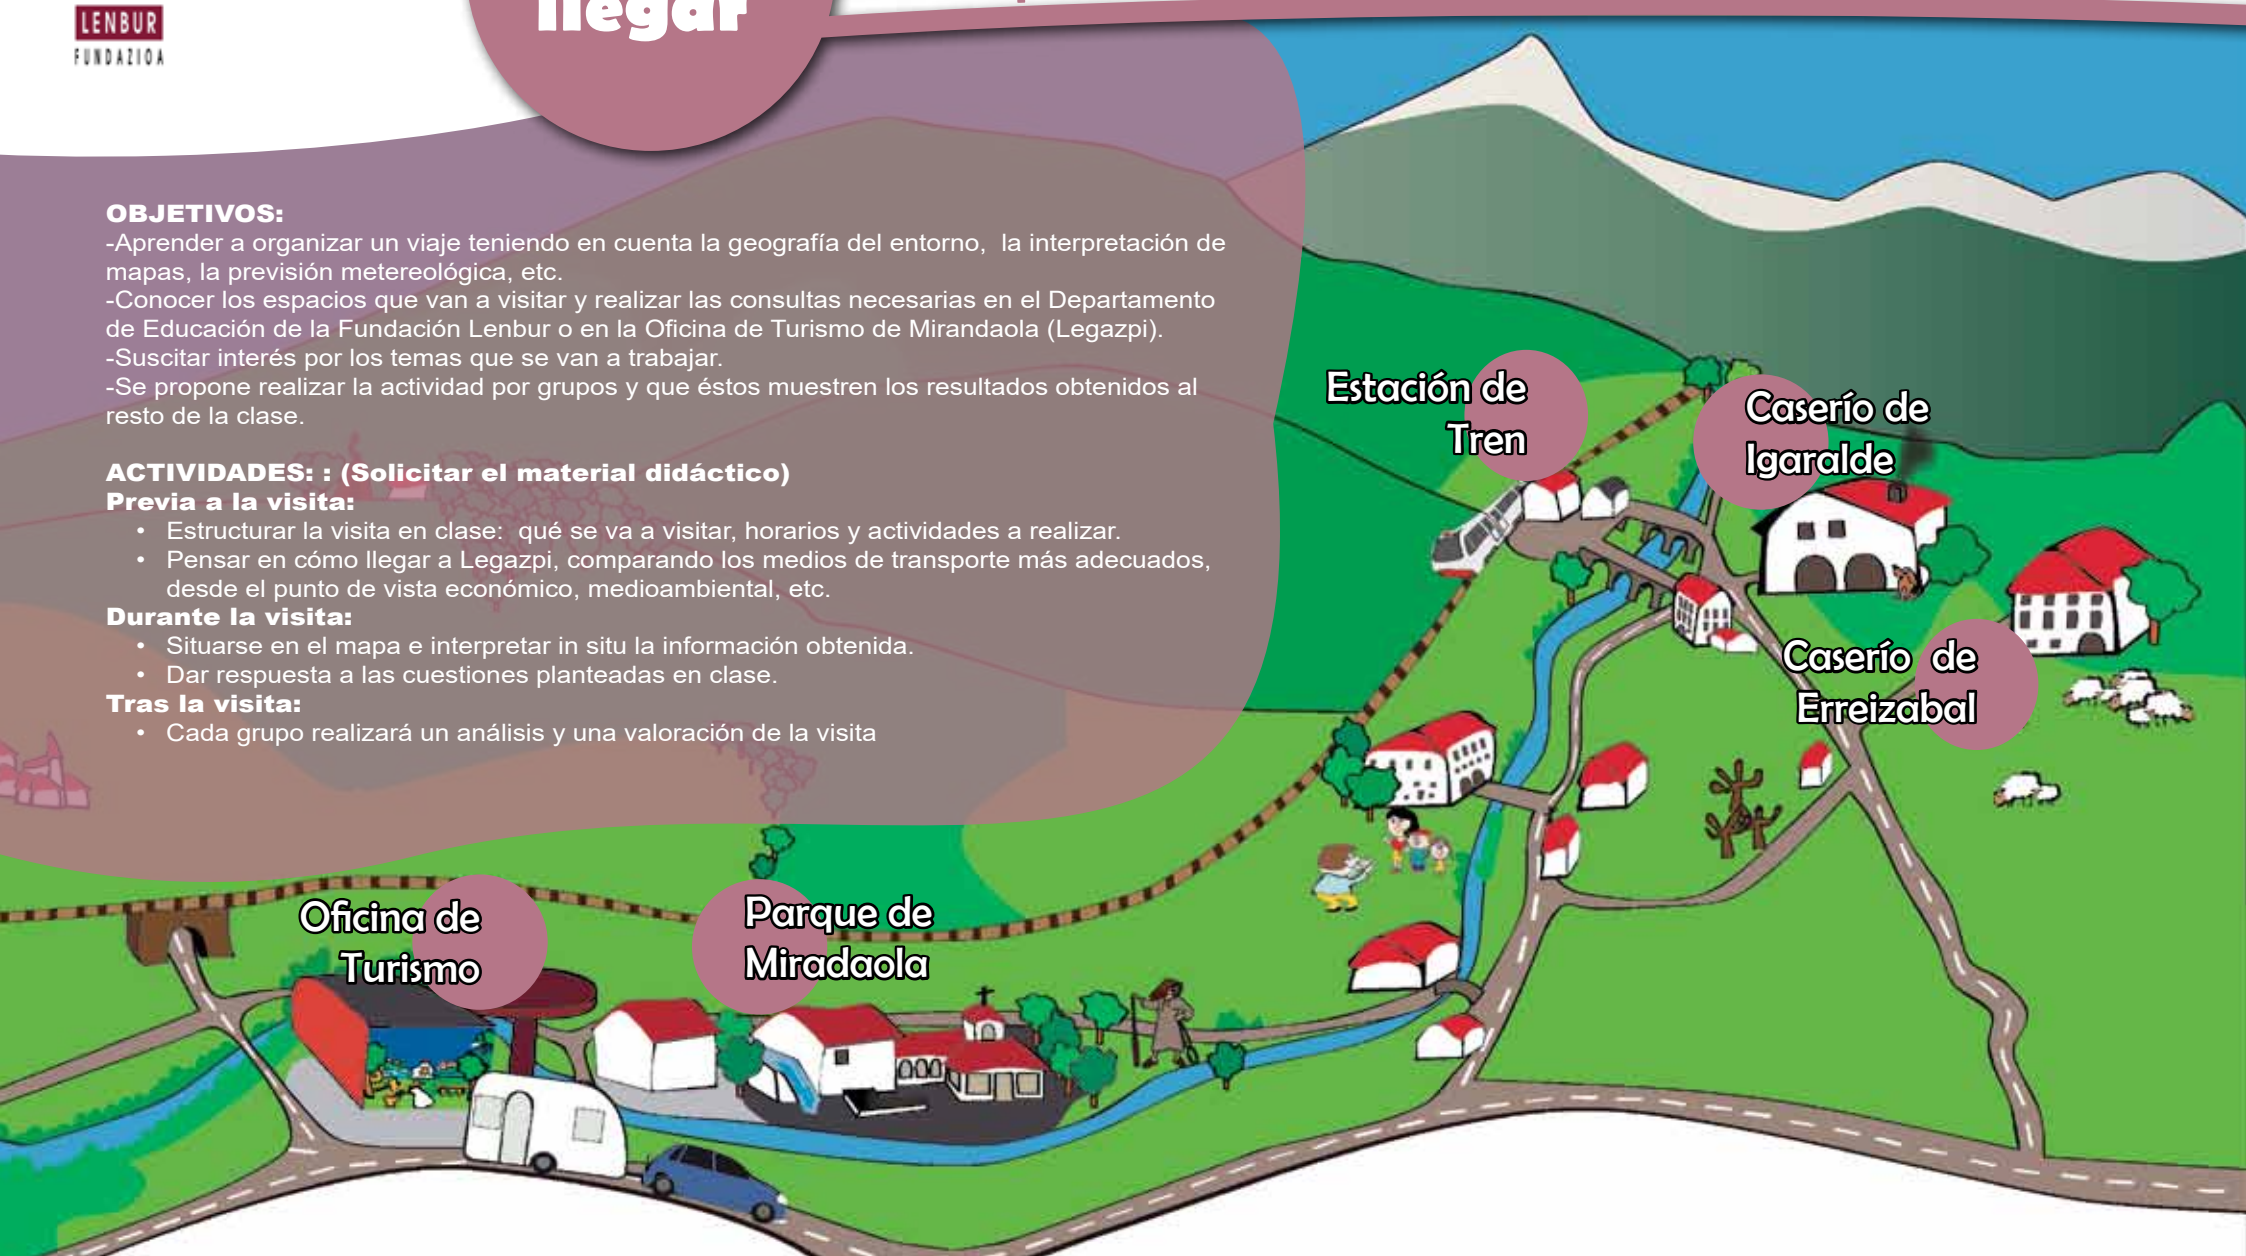 LENBUR
FUNDAZIOA
llegar
OBJETIVOS:
-Aprender a organizar un viaje teniendo en cuenta la geografía del entorno,  la interpretación de
mapas, la previsión metereológica, etc.
-Conocer los espacios que van a visitar y realizar las consultas necesarias en el Departamento
de Educación de la Fundación Lenbur o en la Oficina de Turismo de Mirandaola (Legazpi).
-Suscitar interés por los temas que se van a trabajar.
-Se propone realizar la actividad por grupos y que éstos muestren los resultados obtenidos al
resto de la clase.
ACTIVIDADES: : (Solicitar el material didáctico)
Previa a la visita:
• Estructurar la visita en clase:  qué se va a visitar, horarios y actividades a realizar.
• Pensar en cómo llegar a Legazpi, comparando los medios de transporte más adecuados,
desde el punto de vista económico, medioambiental, etc.
Durante la visita:
• Situarse en el mapa e interpretar in situ la información obtenida.
• Dar respuesta a las cuestiones planteadas en clase.
Tras la visita:
• Cada grupo realizará un análisis y una valoración de la visita
Estación de
Tren
Caserío de
Igaralde
Caserío  de
Erreizabal
Oficina de
Turismo
Parque de
Miradaola